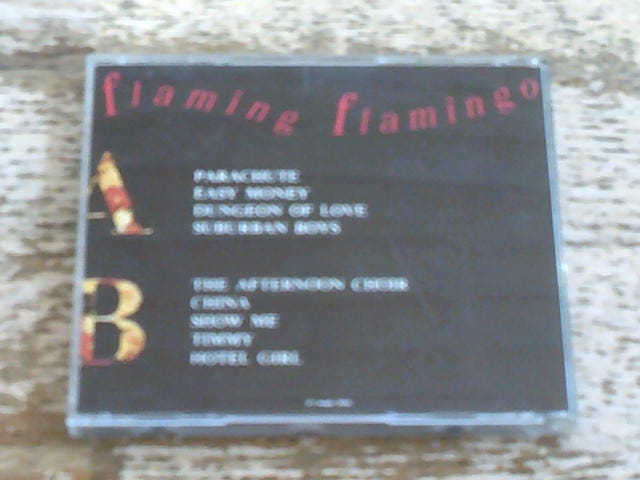 flaming flamingo
A
PARACHUTE
EASY MONEY
DUNGEON OF LOVE
SUBURBAN BOYS
B
THE AFTERNOON CHOIR
CHINA
SHOW ME
TIMMY
HOTEL GIRL